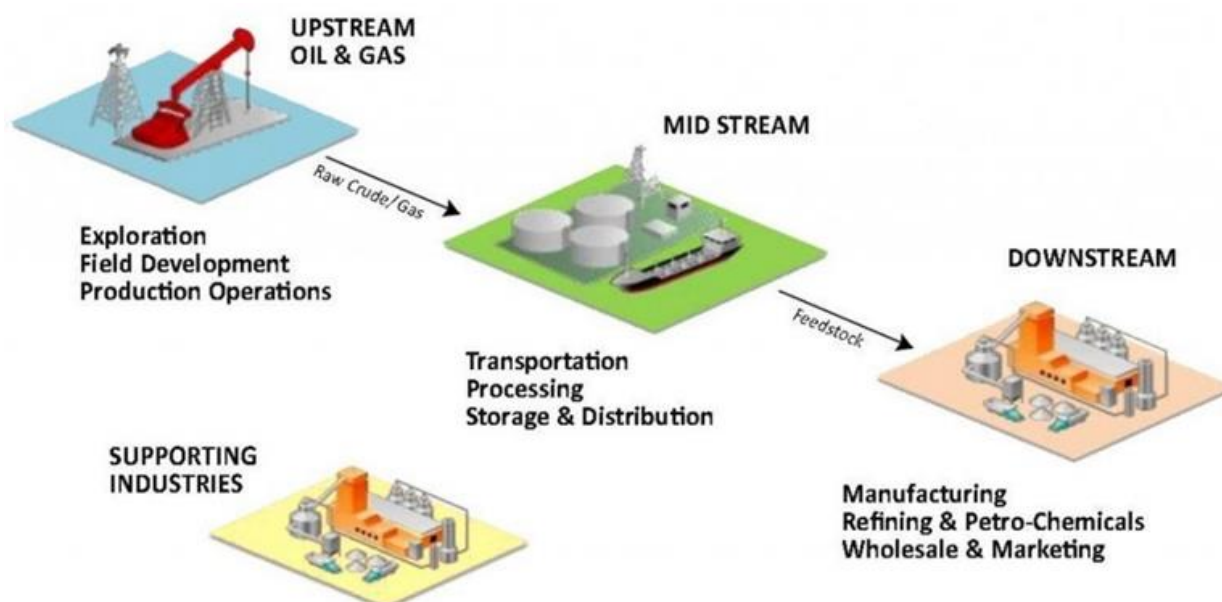 UPSTREAM
OIL & GAS
Raw Crude/Gas
Exploration
Field Development
Production Operations
MID STREAM
Transportation
Processing
Storage & Distribution
Feedstock
DOWNSTREAM
Manufacturing
Refining & Petro-Chemicals
Wholesale & Marketing
SUPPORTING
INDUSTRIES